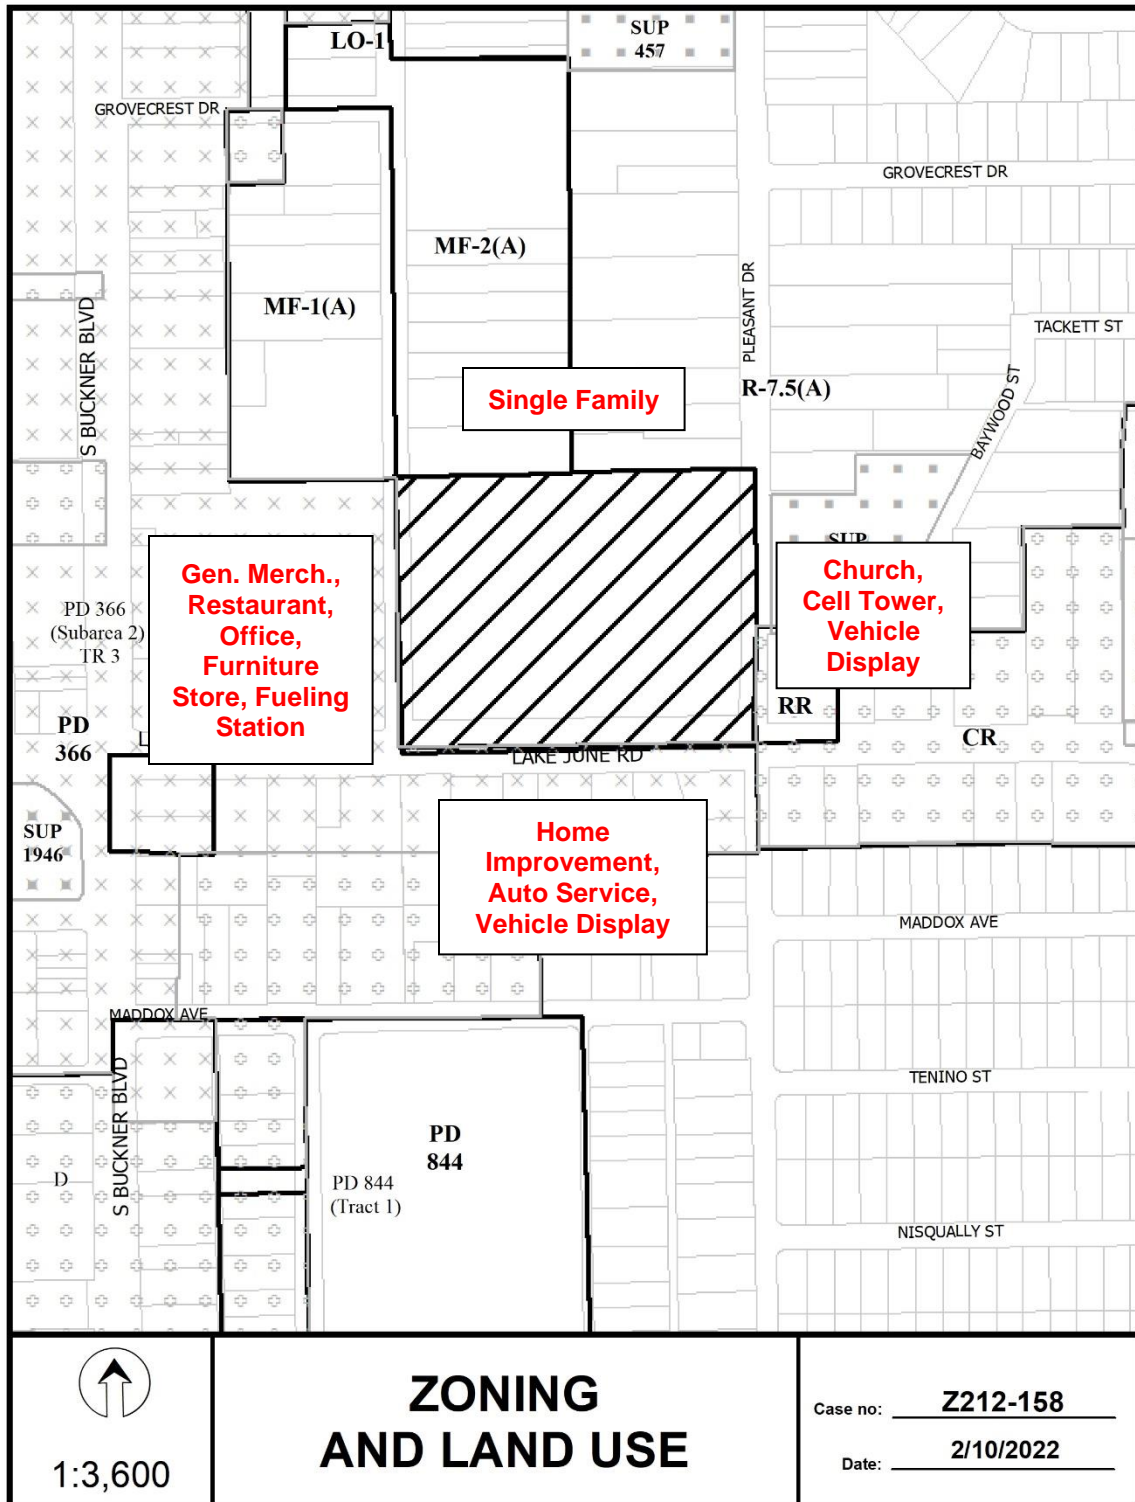 LO-1
SUP
457
GROVECREST DR
GROVECREST DR
MF-2(A)
MF-1(A)
S BUCKNER BLVD
PLEASANT DR
TACKETT ST
R-7.5(A)
BAYWOOD ST
Single Family
SUP
Gen. Merch.,
Restaurant,
Office,
Furniture
Store, Fueling
Station
Church,
Cell Tower,
Vehicle
Display
PD 366
(Subarea 2)
TR 3
PD
366
L
RR
CR
LAKE JUNE RD
SUP
1946
Home
Improvement,
Auto Service,
Vehicle Display
MADDOX AVE
MADDOX AVE
S BUCKNER BLVD
TENINO ST
PD
844
D
PD 844
(Tract 1)
NISQUALLY ST
1:3,600
ZONING
AND LAND USE
Case no: Z212-158
Date: 2/10/2022